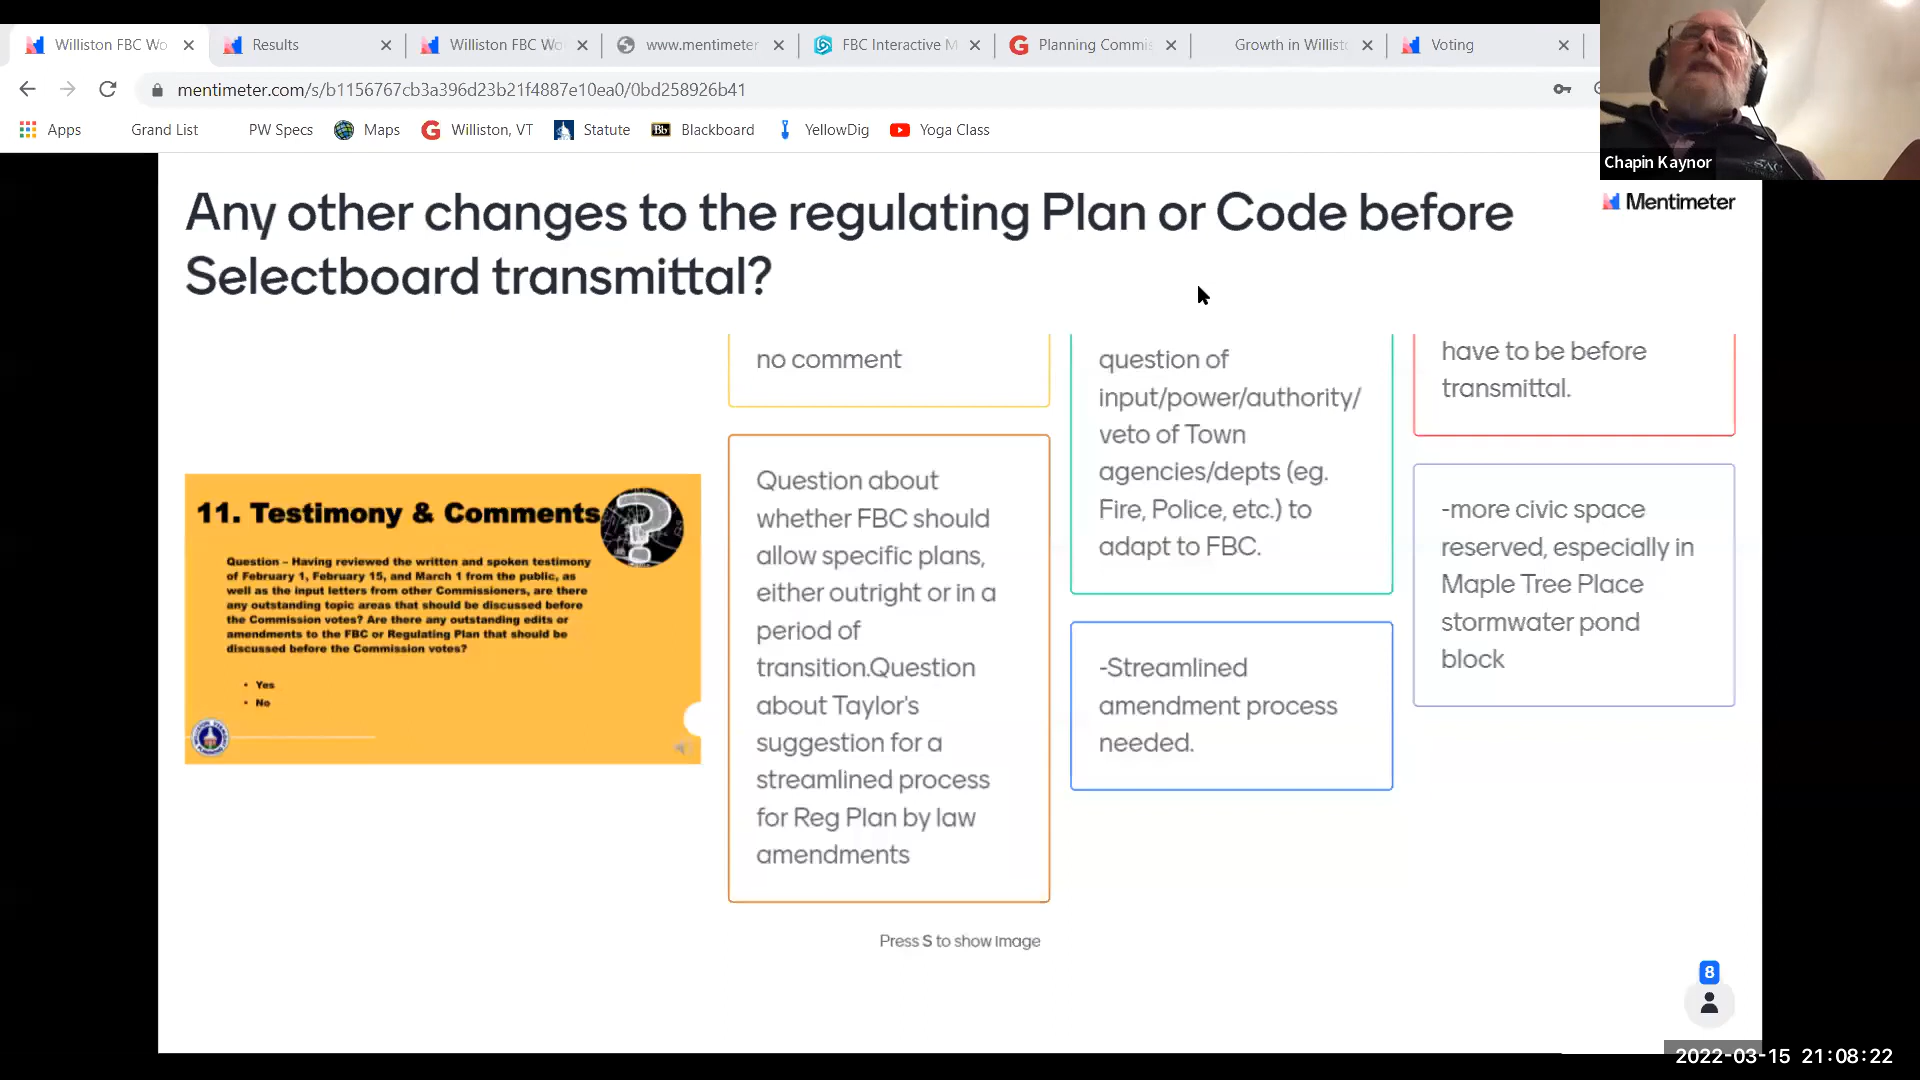 Williston FBC Wo
Results
Williston FBC Wo
www.mentimeter
FBC Interactive M
Planning Commis
Growth in Willist
Voting
mentimeter.com/s/b1156767cb3a396d23b21f4887e10ea0/0bd258926b41
Apps
Grand List
PW Specs
Maps
Williston, VT
Statute
Bb
Blackboard
YellowDig
Yoga Class
Chapin Kaynor
Mentimeter
Any other changes to the regulating Plan or Code before
Selectboard transmittal?
11. Testimony & Comments
Question – Having reviewed the written and spoken testimony
of February 1, February 15, and March 1 from the public, as
well as the input letters from other Commissioners, are there
any outstanding topic areas that should be discussed before
the Commission votes? Are there any outstanding edits or
amendments to the FBC or Regulating Plan that should be
discussed before the Commission votes?
• Yes
• No
no comment
Question about
whether FBC should
allow specific plans,
either outright or in a
period of
transition.Question
about Taylor's
suggestion for a
streamlined process
for Reg Plan by law
amendments
question of
input/power/authority/
veto of Town
agencies/depts (eg.
Fire, Police, etc.) to
adapt to FBC.
-Streamlined
amendment process
needed.
have to be before
transmittal.
-more civic space
reserved, especially in
Maple Tree Place
stormwater pond
block
Press S to show image
8
2022-03-15 21:08:22